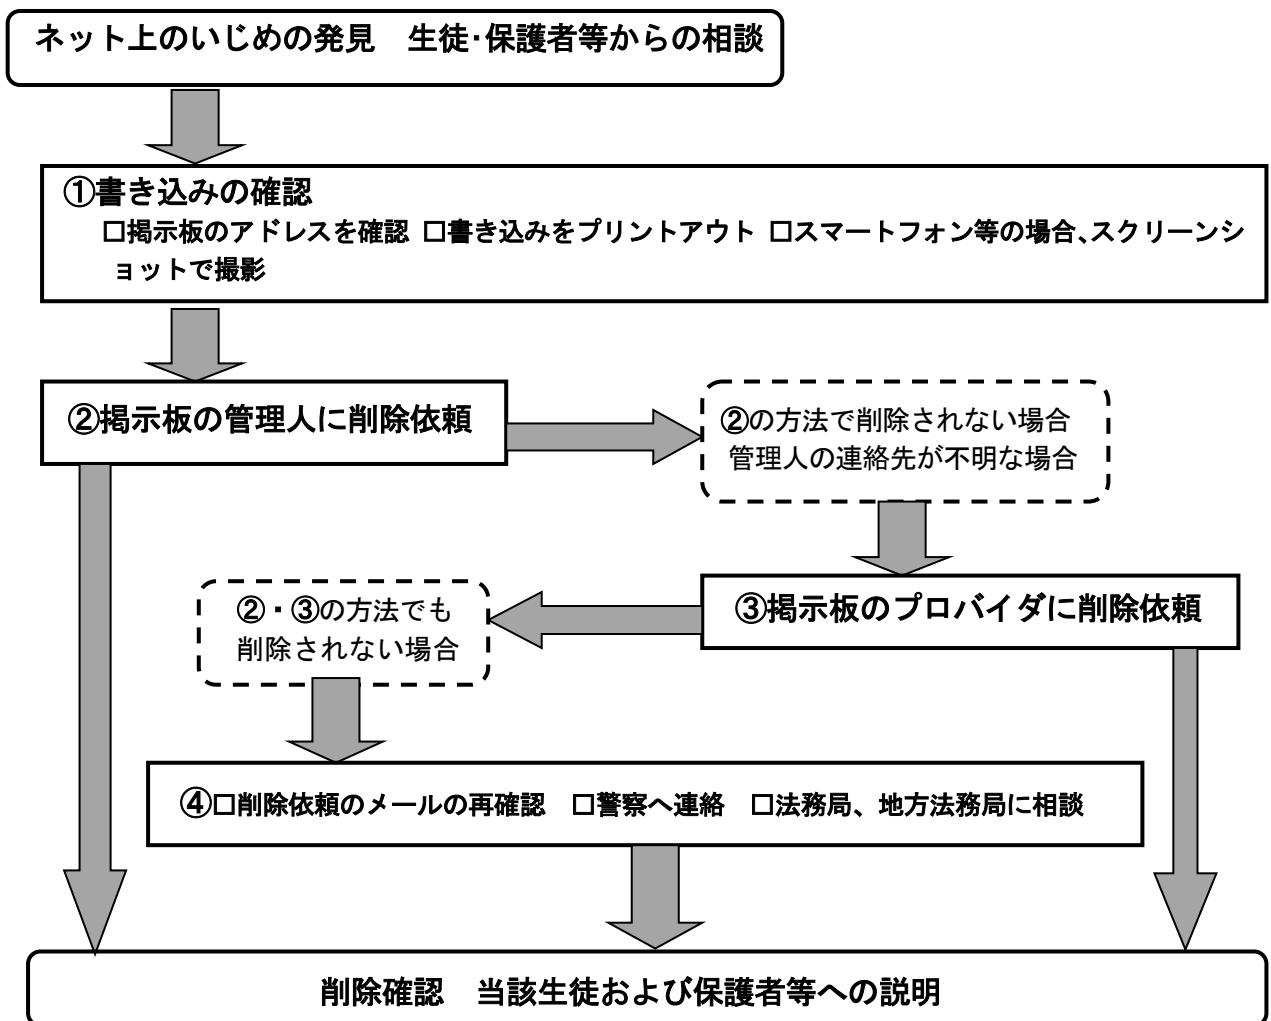 ネット上のいじめの発見　生徒・保護者等からの相談
①書き込みの確認
□掲示板のアドレスを確認 □書き込みをプリントアウト □スマートフォン等の場合、スクリーンシ
ョットで撮影
②掲示板の管理人に削除依頼
②の方法で削除されない場合
管理人の連絡先が不明な場合
③掲示板のプロバイダに削除依頼
②・③の方法でも
削除されない場合
④□削除依頼のメールの再確認　□警察へ連絡　□法務局、地方法務局に相談
削除確認　当該生徒および保護者等への説明